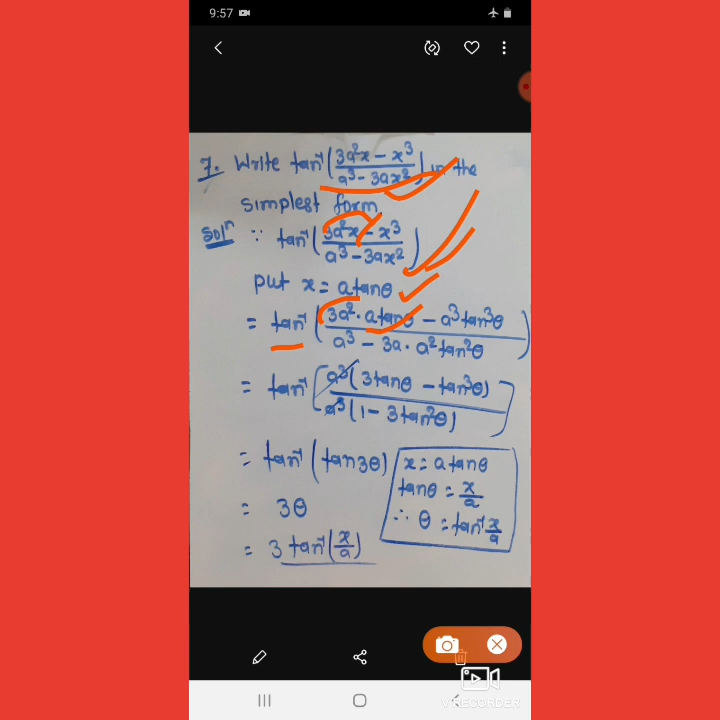 9:57
7. Write tan⁻¹(3a²x – x³ / a³ – 3ax²) in the
simplest form.
Solⁿ ∵ tan⁻¹(3a²x – x³ / a³ – 3ax²)
put x = a tanθ
= tan⁻¹(3a²·a tanθ – a³tan³θ / a³ – 3a·a²tan²θ)
= tan⁻¹[a³(3tanθ – tan³θ) / a³(1 – 3tan²θ)]
= tan⁻¹(tan3θ)
= 3θ
= 3 tan⁻¹(x/a)
x = a tanθ
tanθ = x/a
∴ θ = tan⁻¹ x/a
VRECORDER